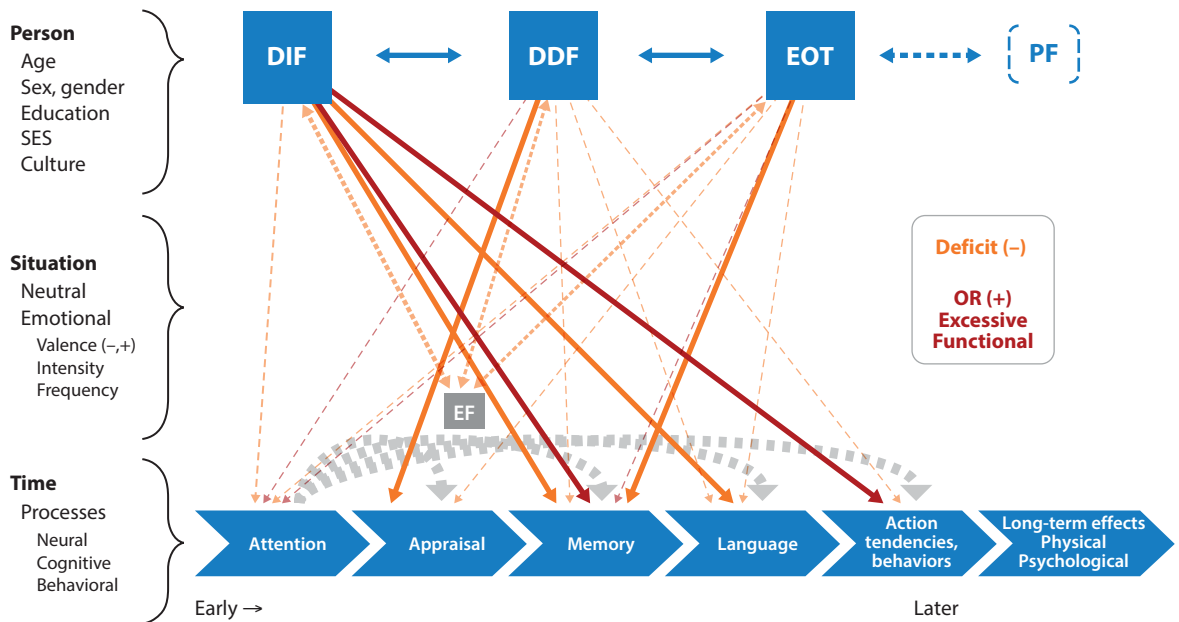 Person
Age
Sex, gender
Education
SES
Culture
DIF
DDF
EOT
PF
Situation
Neutral
Emotional
Valence (–,+)
Intensity
Frequency
Deficit (–)
OR (+)
Excessive
Functional
EF
Time
Processes
Neural
Cognitive
Behavioral
Attention
Appraisal
Memory
Language
Action
tendencies,
behaviors
Long-term effects
Physical
Psychological
Early →
Later